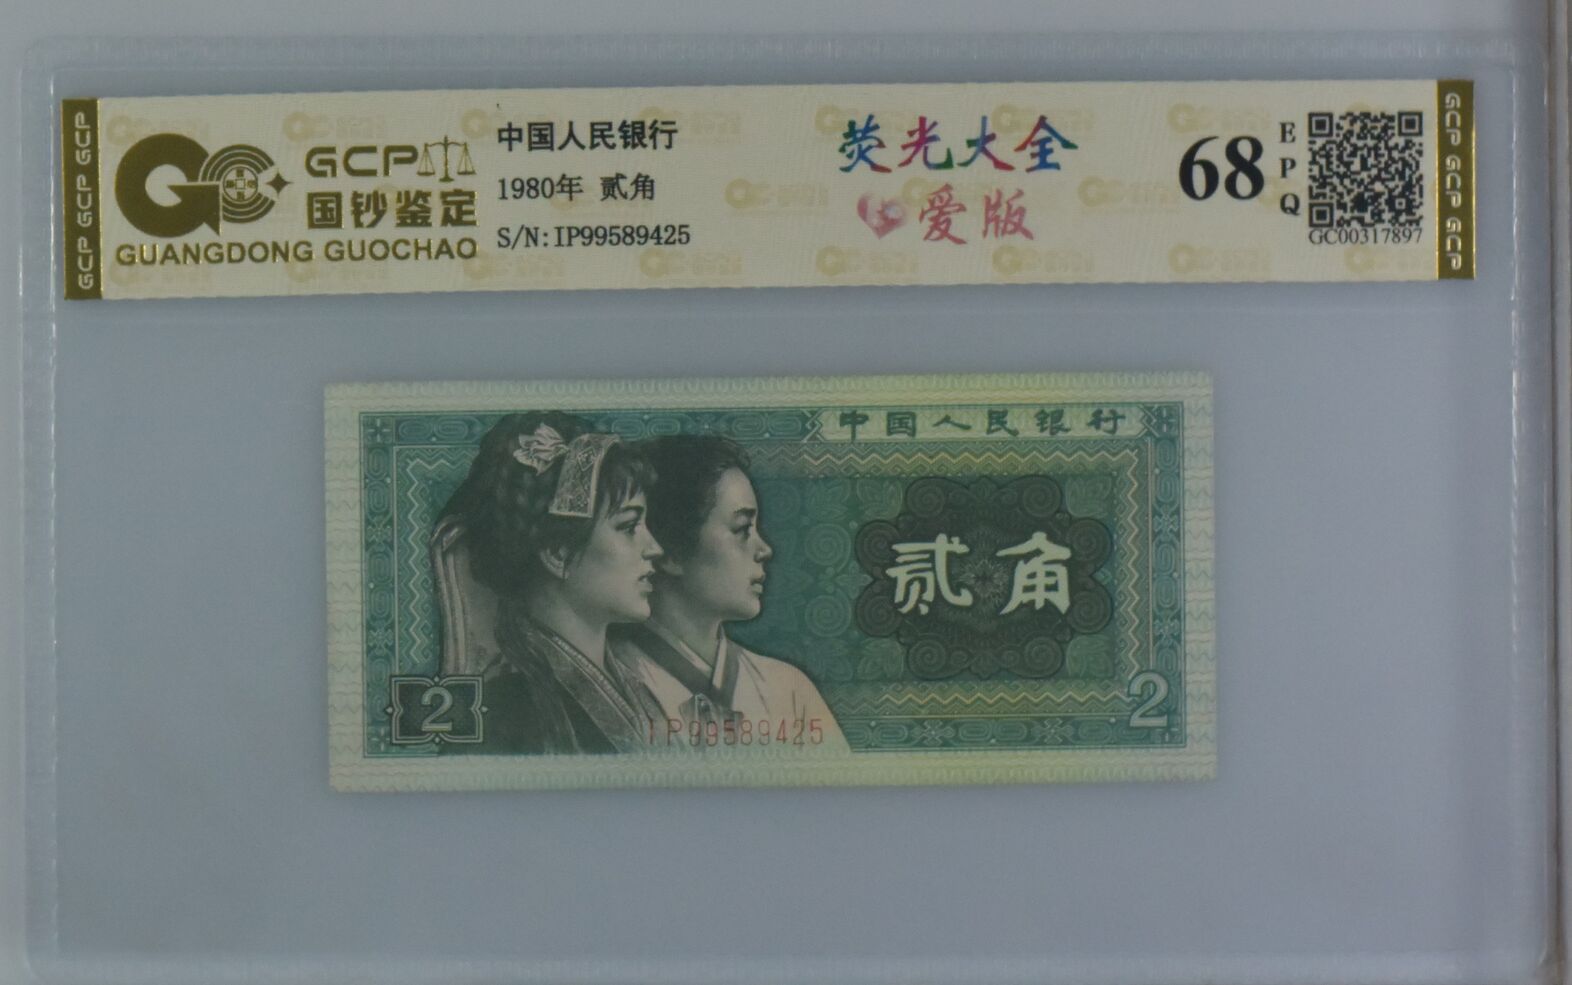 GCP GCP GCP
GCP
国钞鉴定
GUANGDONG GUOCHAO
中国人民银行
1980年 贰角
S/N:IP99589425
荧光大全
爱版
68
EPQ
GC00317897
GCP GCP GCP
中国人民银行
贰角
2
2
IP99589425